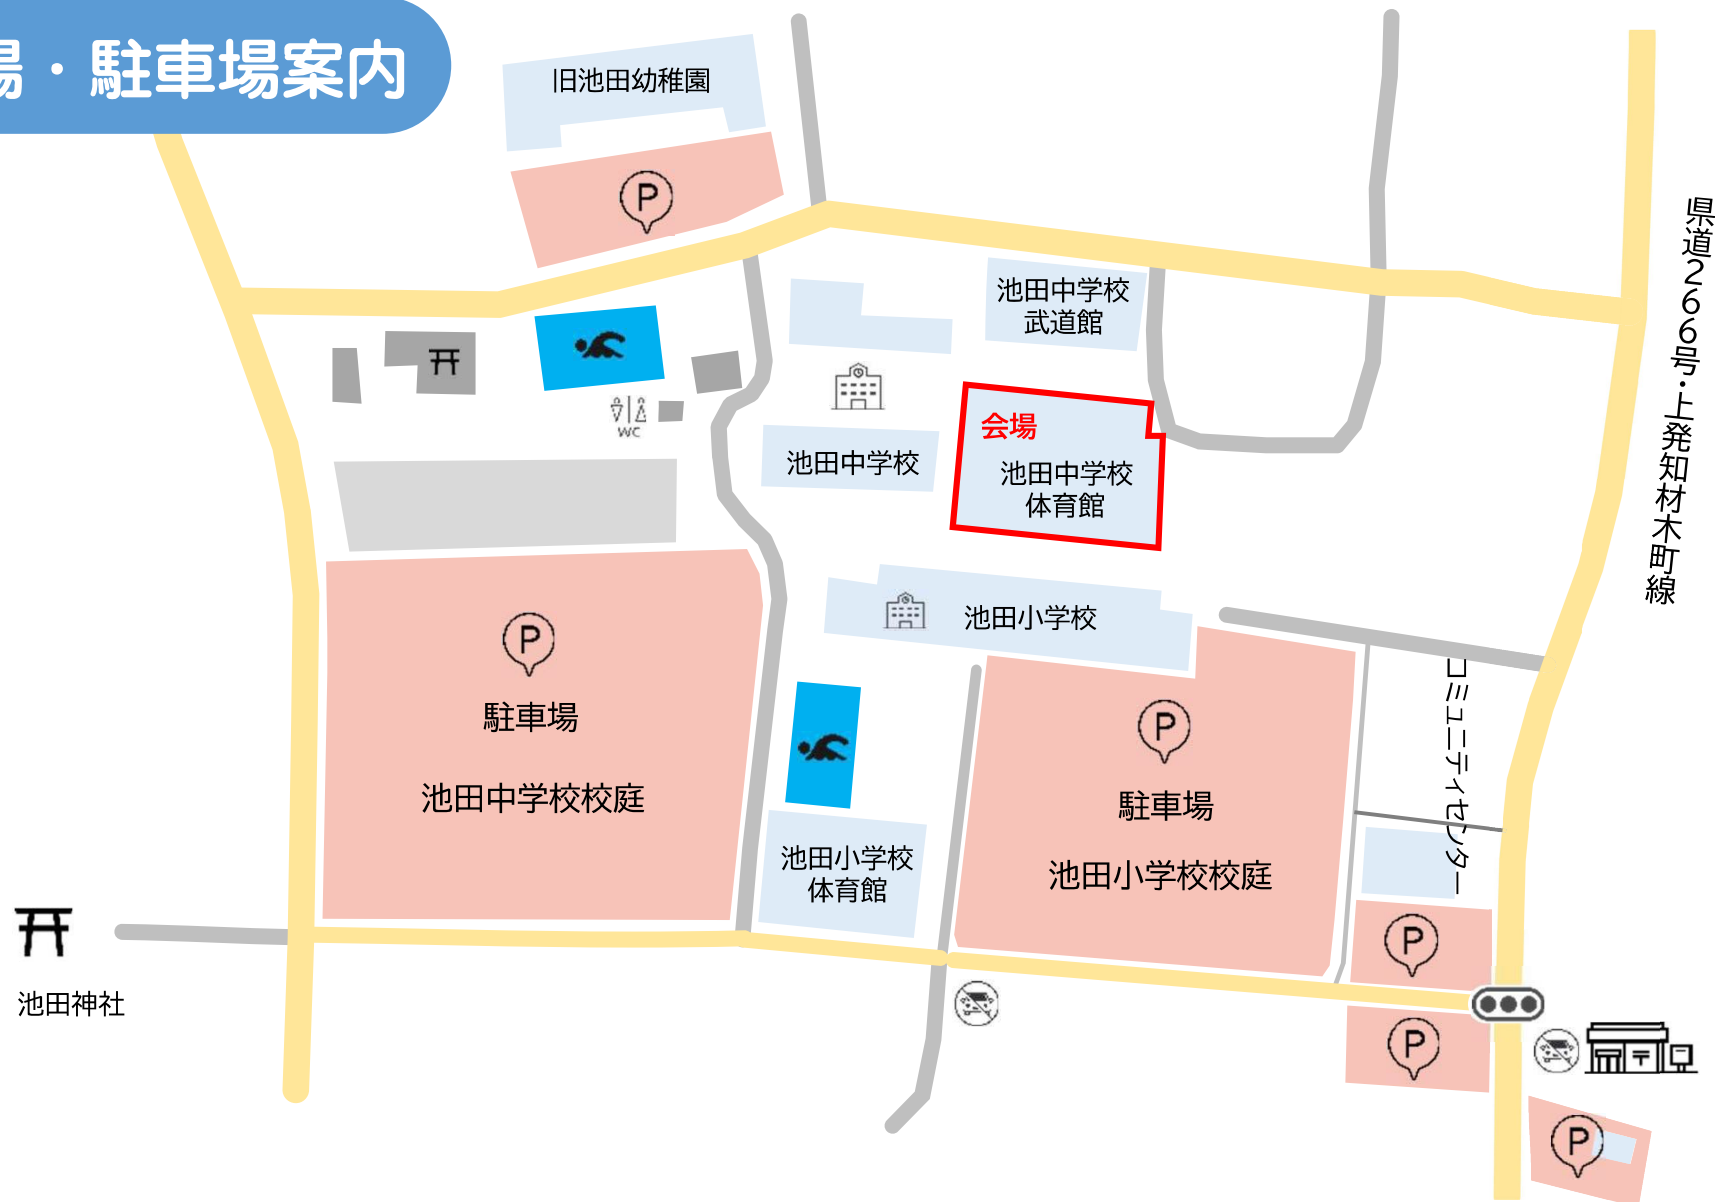 場・駐車場案内
旧池田幼稚園
P
池田中学校
武道館
県道266号・上発知材木町線
WC
会場
池田中学校
池田中学校
体育館
池田小学校
P
駐車場
池田中学校校庭
P
駐車場
池田小学校校庭
コミュニティセンター
池田小学校
体育館
P
池田神社
P
〒
P